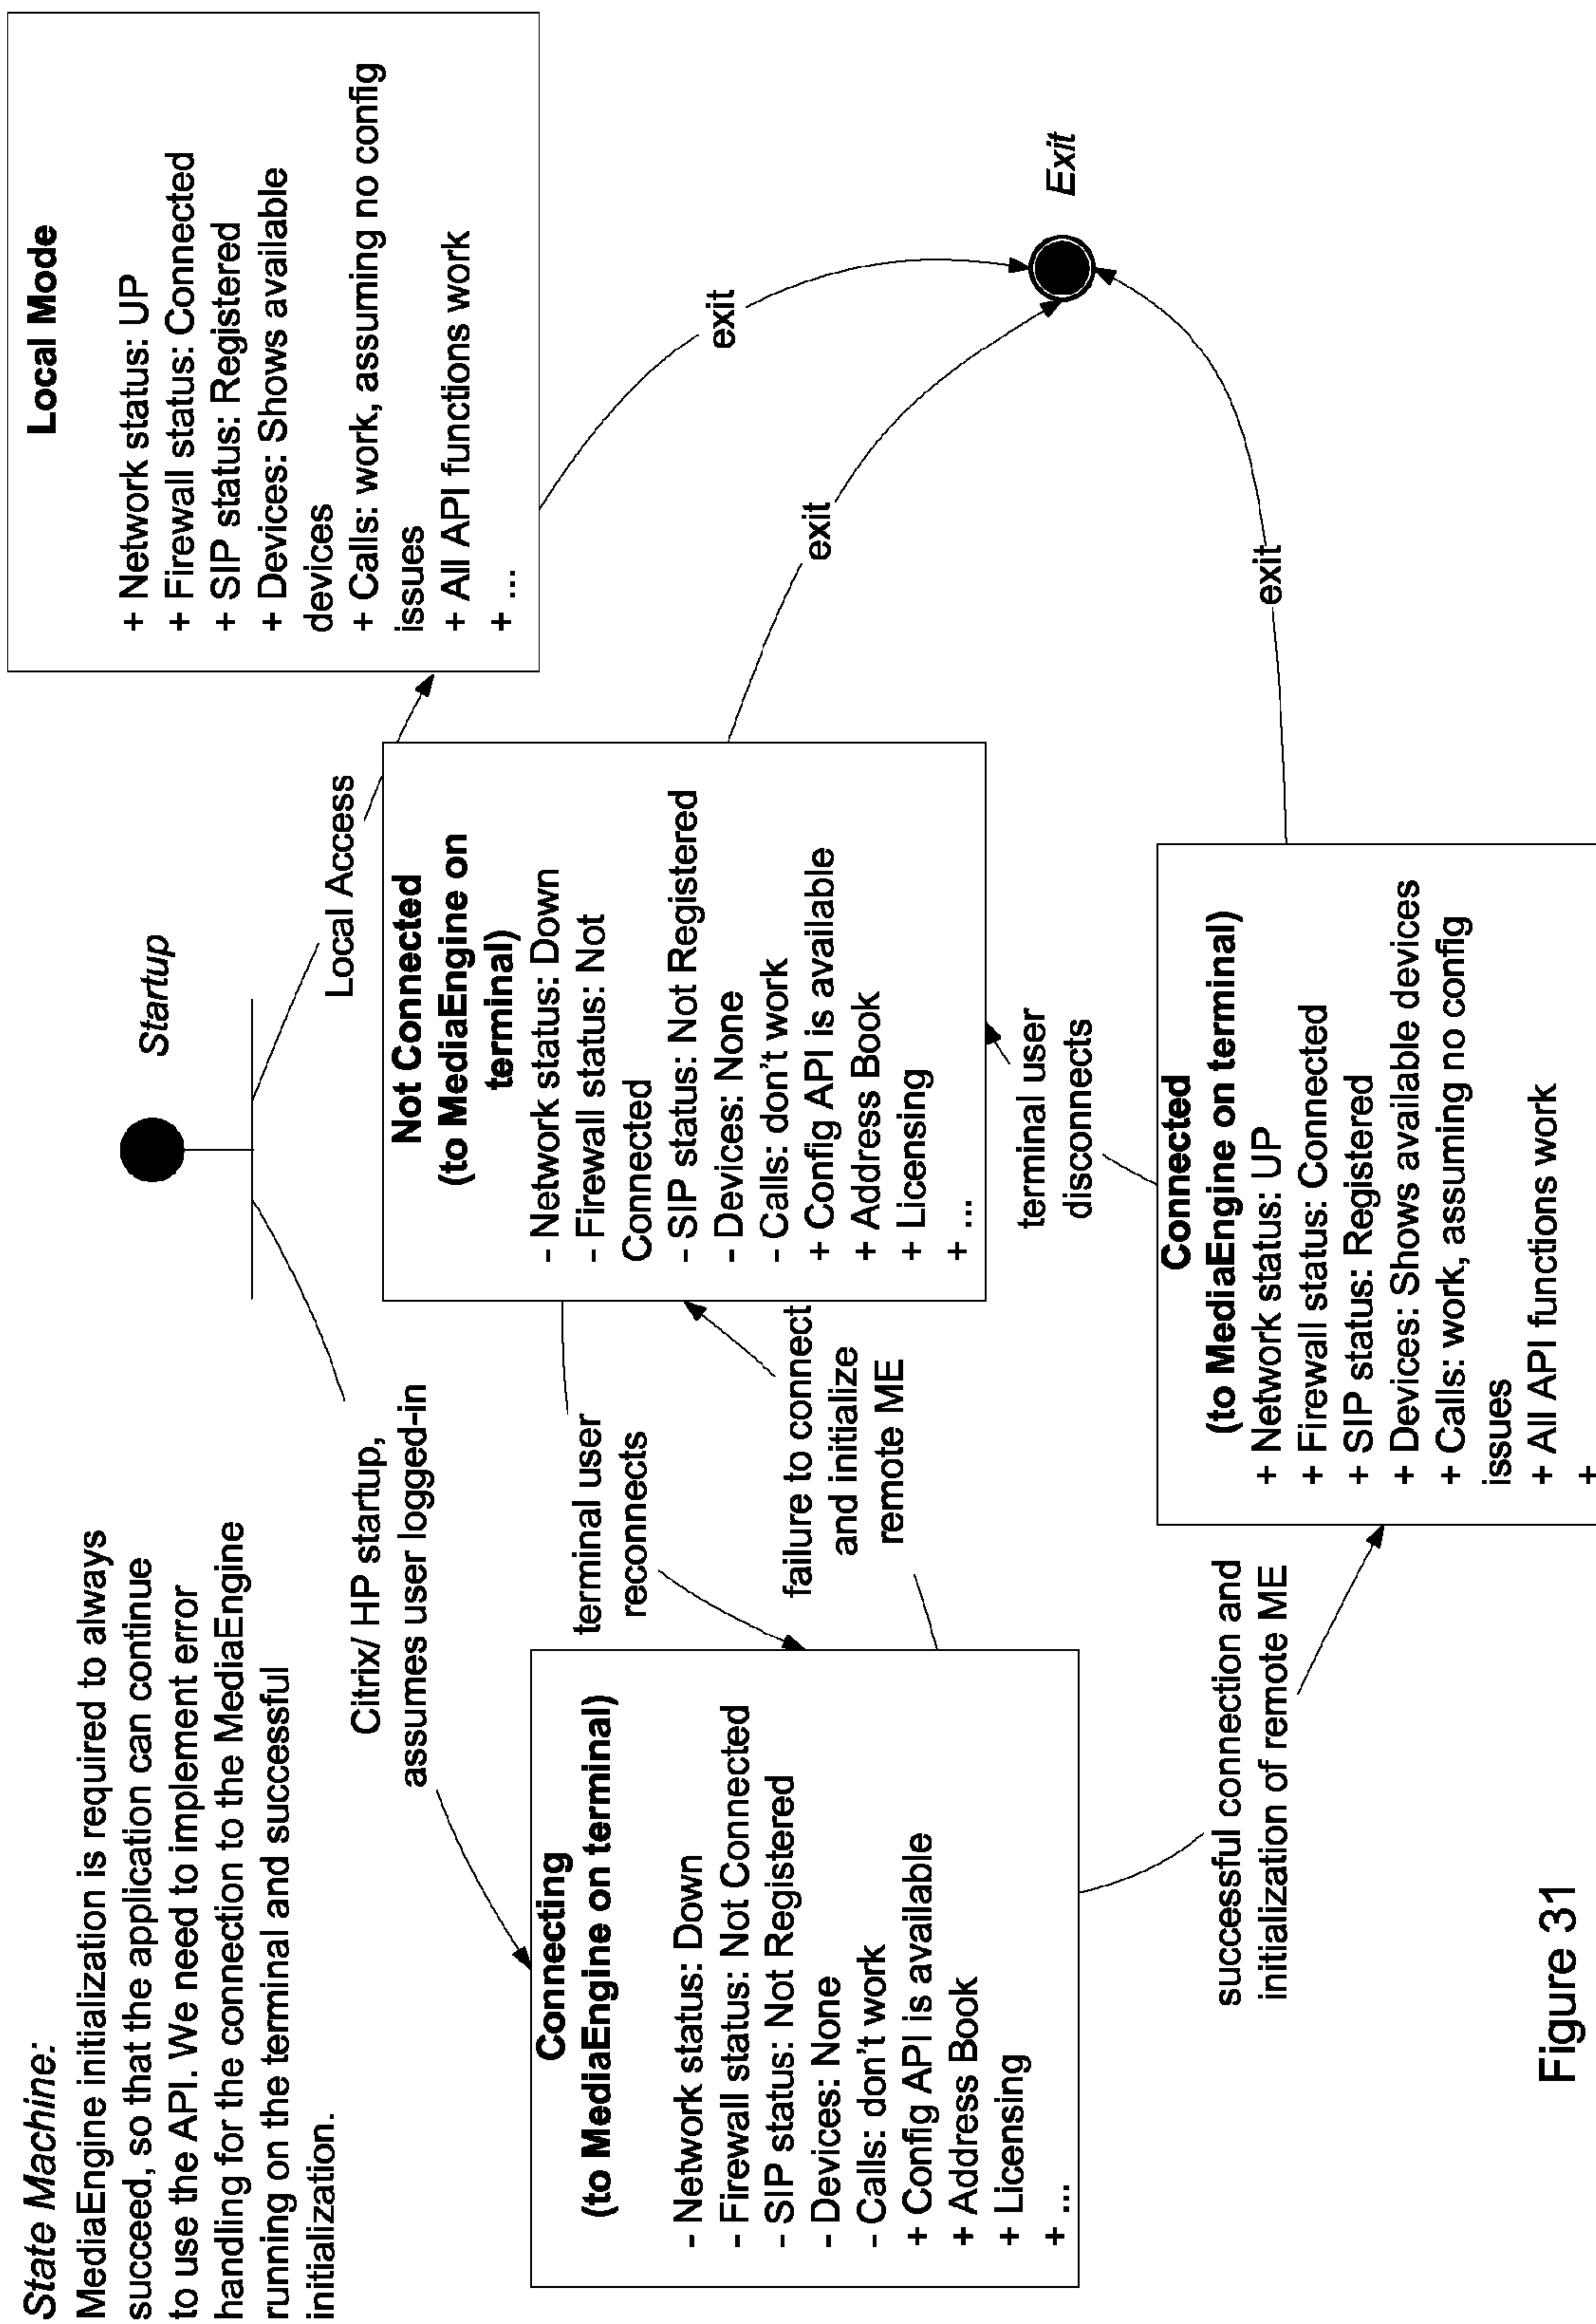 State Machine:
MediaEngine initialization is required to always
succeed, so that the application can continue
to use the API. We need to implement error
handling for the connection to the MediaEngine
running on the terminal and successful
initialization.
Startup
Citrix/ HP startup,
assumes user logged-in
Local Access
Local Mode
+ Network status: UP
+ Firewall status: Connected
+ SIP status: Registered
+ Devices: Shows available
devices
+ Calls: work, assuming no config
issues
+ All API functions work
+ ...
Connecting
(to MediaEngine on terminal)
- Network status: Down
- Firewall status: Not Connected
- SIP status: Not Registered
- Devices: None
- Calls: don't work
+ Config API is available
+ Address Book
+ Licensing
+ ...
terminal user
reconnects
failure to connect
and initialize
remote ME
Not Connected
(to MediaEngine on
terminal)
- Network status: Down
- Firewall status: Not
Connected
- SIP status: Not Registered
- Devices: None
- Calls: don't work
+ Config API is available
+ Address Book
+ Licensing
+ ...
exit
exit
exit
Exit
terminal user
disconnects
successful connection and
initialization of remote ME
Connected
(to MediaEngine on terminal)
+ Network status: UP
+ Firewall status: Connected
+ SIP status: Registered
+ Devices: Shows available devices
+ Calls: work, assuming no config
issues
+ All API functions work
+
Figure 31